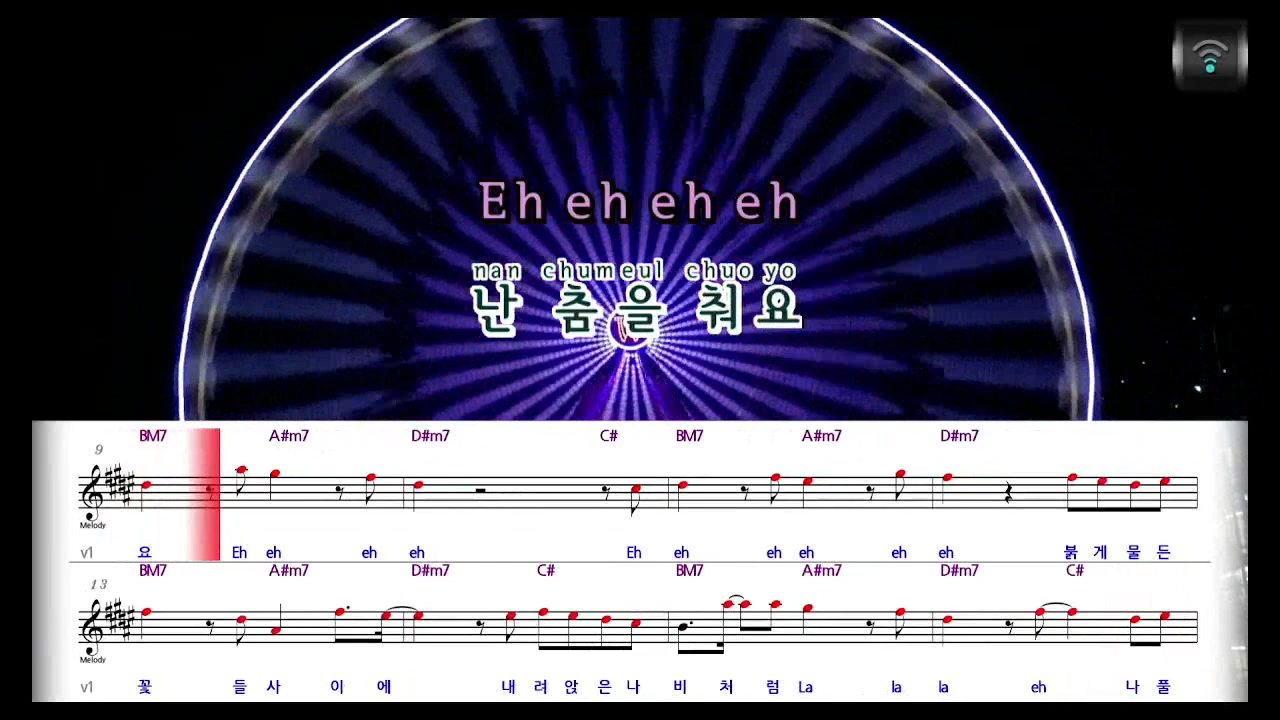 Eh eh eh eh
nan chumeul chuo yo
난 춤을 춰요
BM7 A#m7 D#m7 C# BM7 A#m7 D#m7
9
Melody
v1 요 Eh eh eh eh Eh eh eh eh eh eh 붉 게 물 든
BM7 A#m7 D#m7 C# BM7 A#m7 D#m7 C#
13
Melody
v1 꽃 들 사 이 에 내 려 앉 은 나 비 처 럼 La la la eh 나 풀